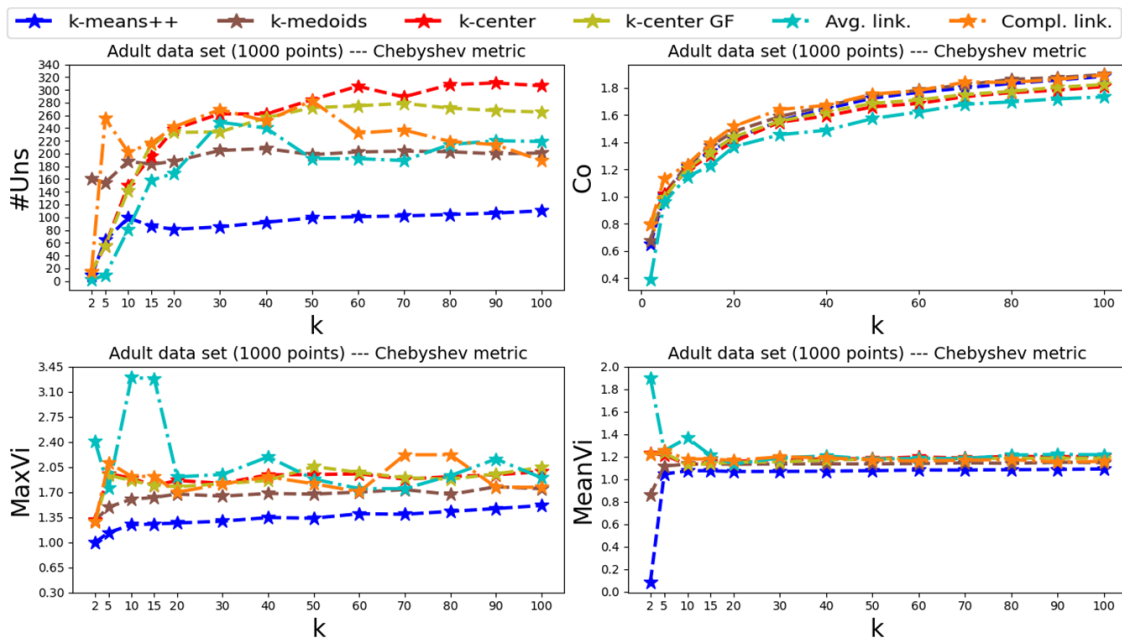 k-means++ k-medoids k-center k-center GF Avg. link. Compl. link.
Adult data set (1000 points) --- Chebyshev metric
#Uns
340
320
300
280
260
240
220
200
180
160
140
120
100
80
60
40
20
0
2 5 10 15 20 30 40 50 60 70 80 90 100
k
Adult data set (1000 points) --- Chebyshev metric
Co
1.8
1.6
1.4
1.2
1.0
0.8
0.6
0.4
0 20 40 60 80 100
k
Adult data set (1000 points) --- Chebyshev metric
MaxVi
3.45
3.10
2.75
2.40
2.05
1.70
1.35
1.00
0.65
0.30
2 5 10 15 20 30 40 50 60 70 80 90 100
k
Adult data set (1000 points) --- Chebyshev metric
MeanVi
2.0
1.8
1.6
1.4
1.2
1.0
0.8
0.6
0.4
0.2
0.0
2 5 10 15 20 30 40 50 60 70 80 90 100
k